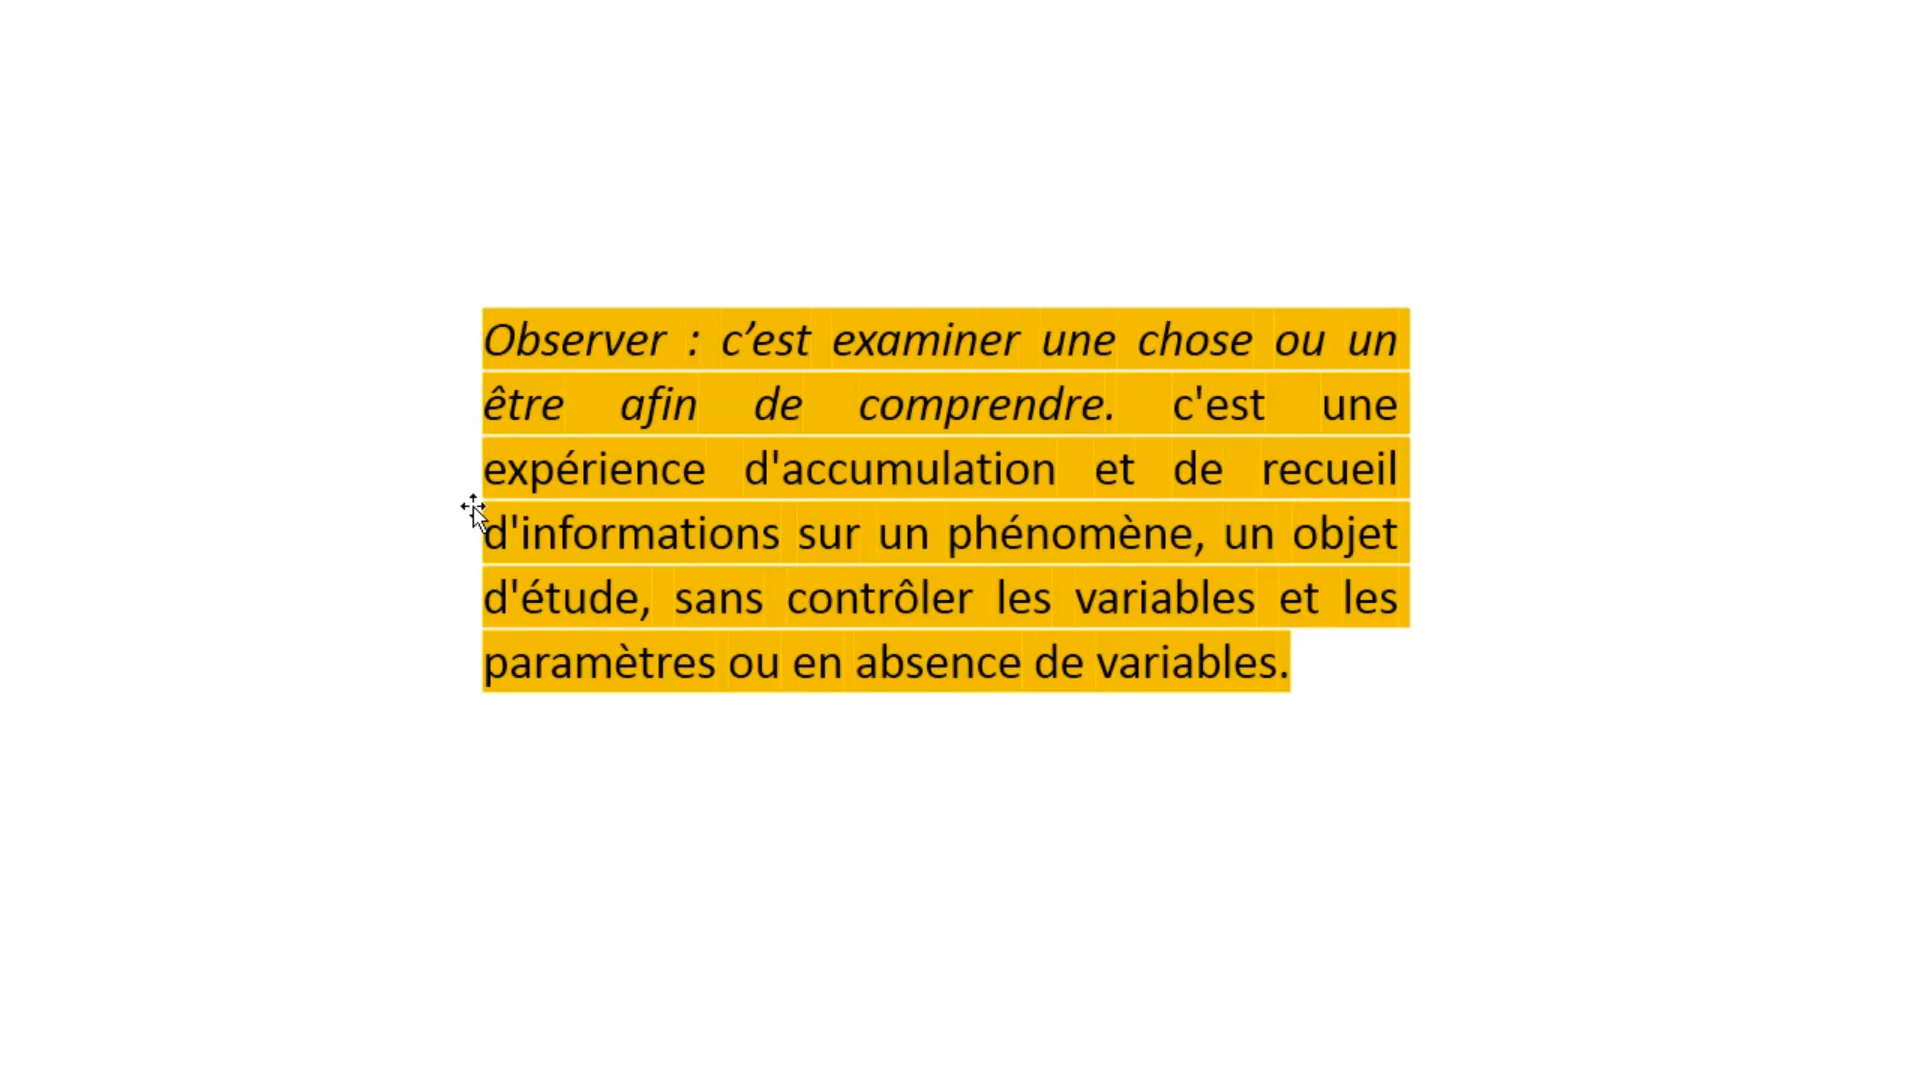 Observer : c’est examiner une chose ou un
être afin de comprendre. c'est une
expérience d'accumulation et de recueil
d'informations sur un phénomène, un objet
d'étude, sans contrôler les variables et les
paramètres ou en absence de variables.